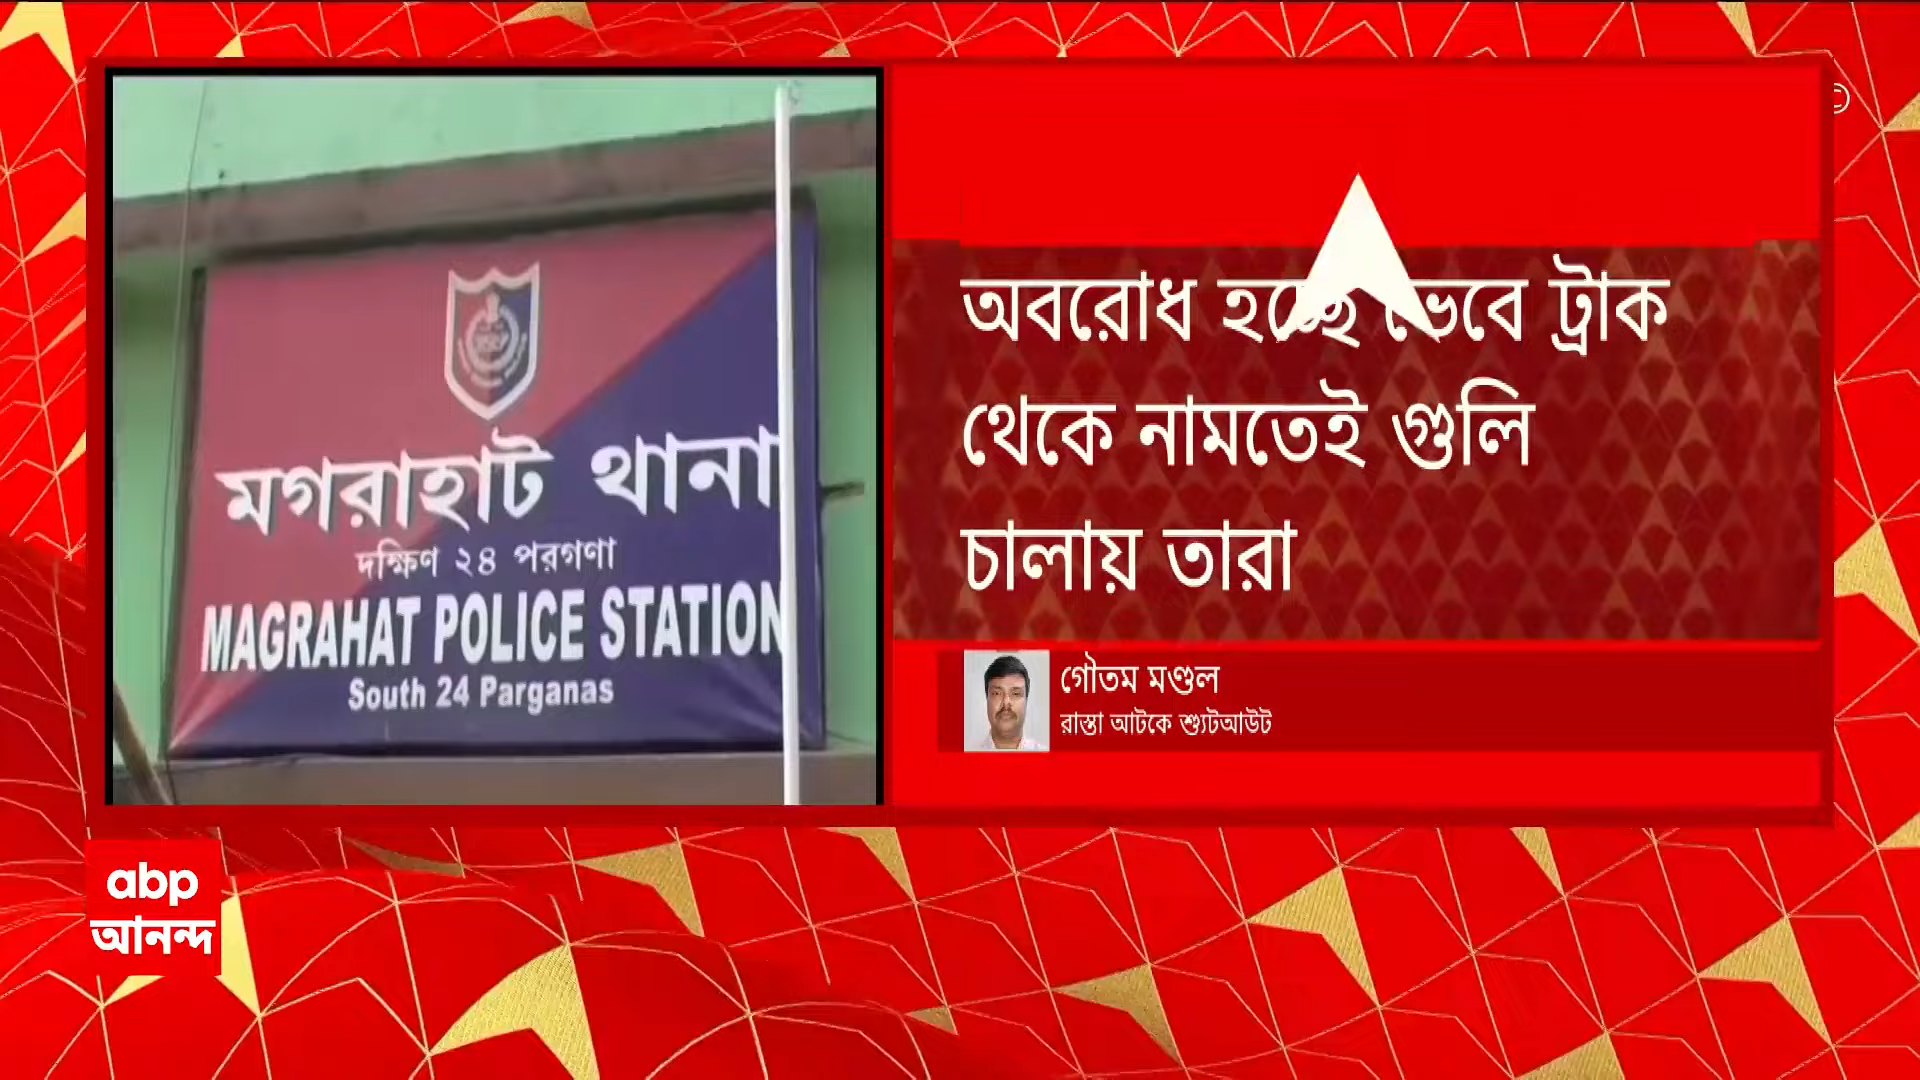 মগরাহাট থানা
দক্ষিণ ২৪ পরগণা
MAGRAHAT POLICE STATION
South 24 Parganas
অবরোধ হচ্ছে ভেবে ট্রাক
থেকে নামতেই গুলি
চালায় তারা
গৌতম মণ্ডল
রাস্তা আটকে শ্যুটআউট
abp
আনন্দ
©